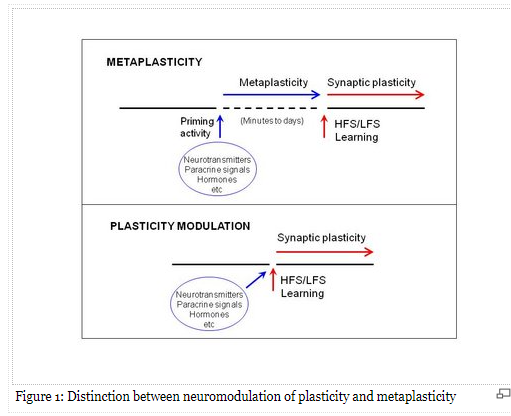 METAPLASTICITY
Metaplasticity Synaptic plasticity
Priming activity
(Minutes to days)
HFS/LFS
Learning
Neurotransmitters
Paracrine signals
Hormones
etc
PLASTICITY MODULATION
Synaptic plasticity
HFS/LFS
Learning
Neurotransmitters
Paracrine signals
Hormones
etc
Figure 1: Distinction between neuromodulation of plasticity and metaplasticity